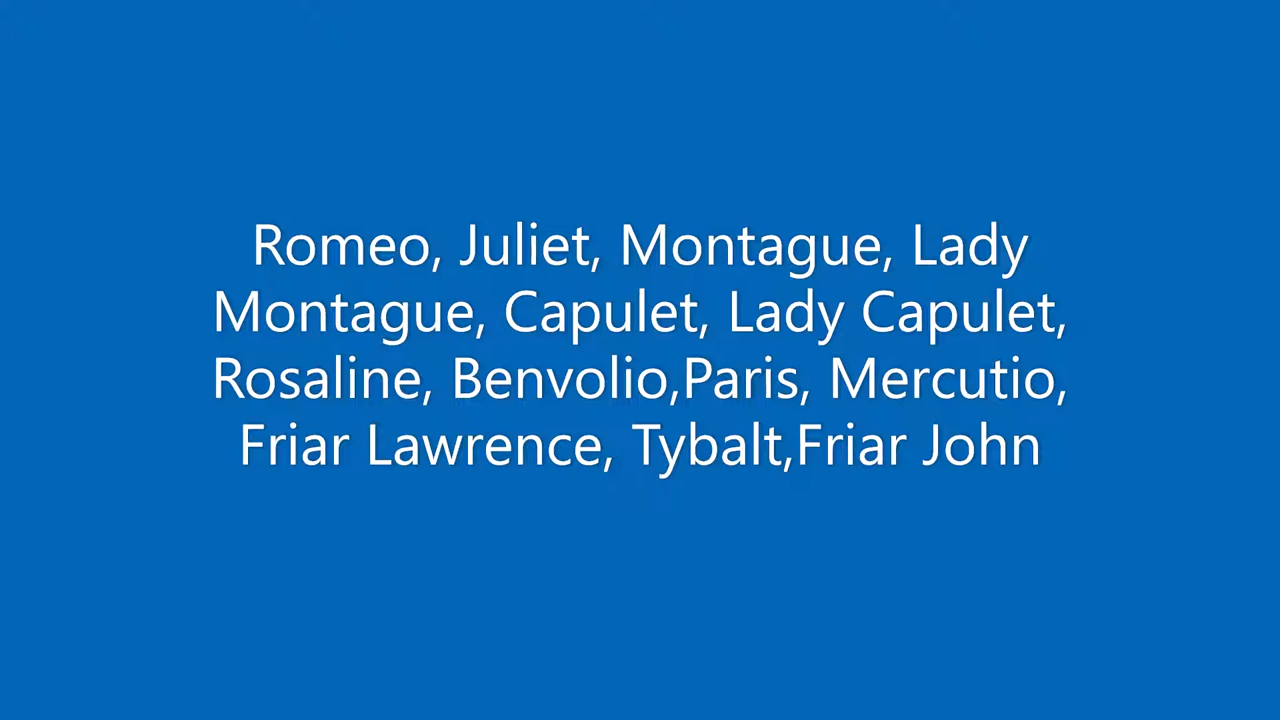 Romeo, Juliet, Montague, Lady
Montague, Capulet, Lady Capulet,
Rosaline, Benvolio,Paris, Mercutio,
Friar Lawrence, Tybalt,Friar John